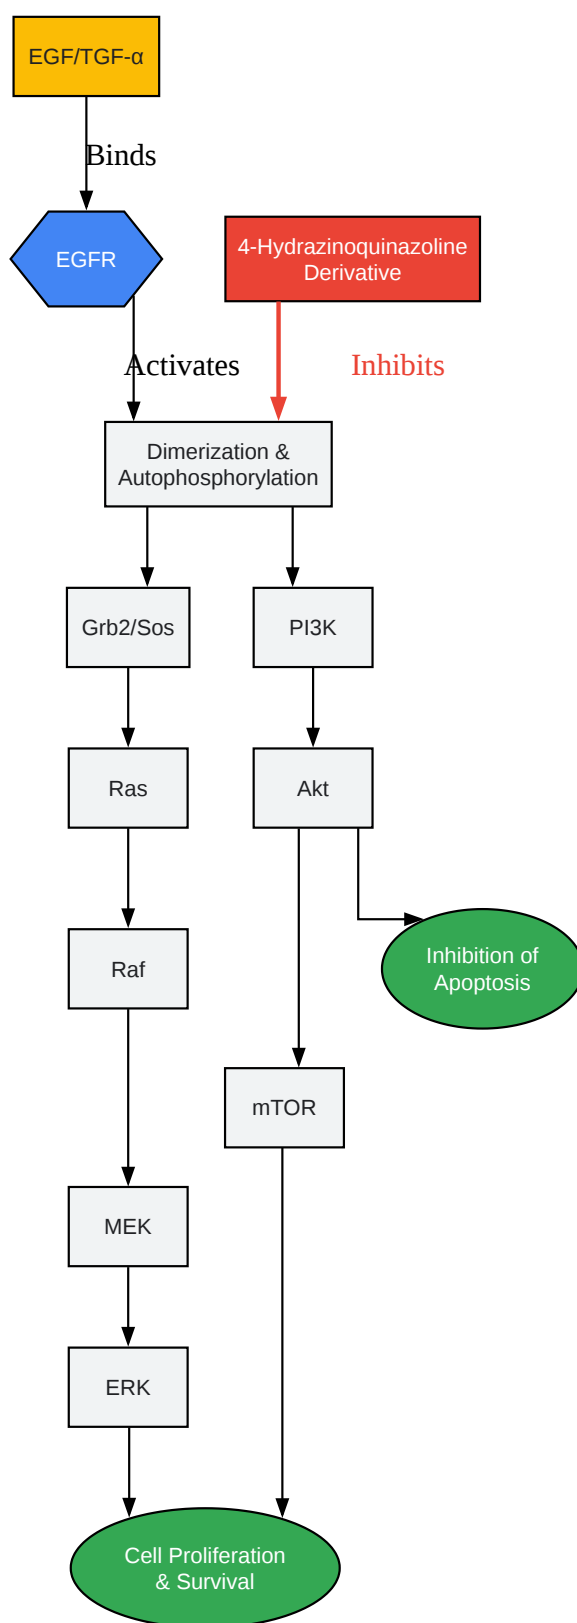 EGF/TGF-α
Binds
EGFR
4-Hydrazinoquinazoline
Derivative
Activates
Inhibits
Dimerization &
Autophosphorylation
Grb2/Sos
PI3K
Ras
Akt
Raf
Inhibition of
Apoptosis
mTOR
MEK
ERK
Cell Proliferation
& Survival